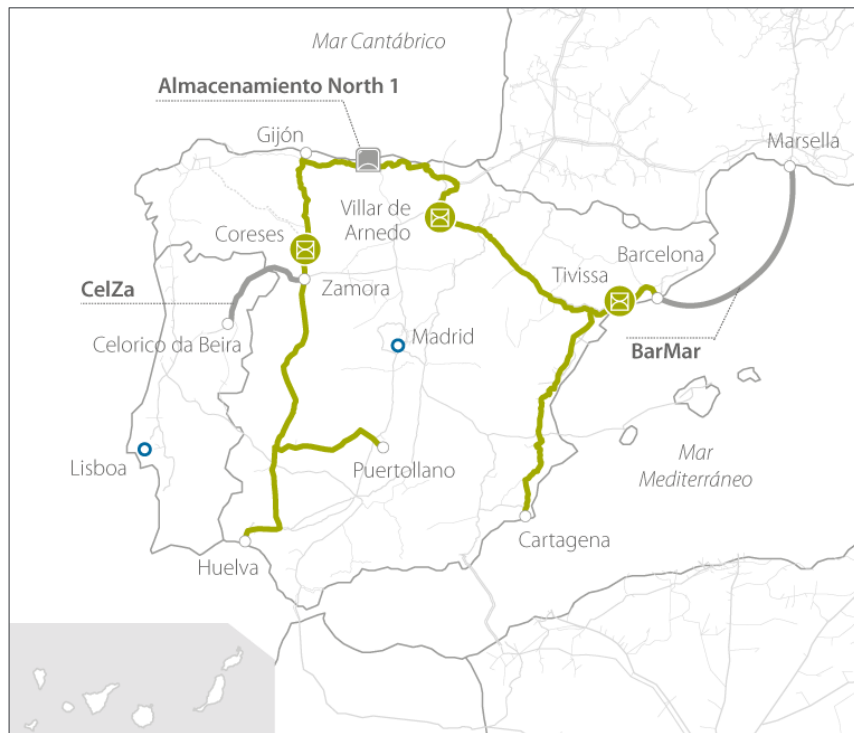 Mar Cantábrico
Almacenamiento North 1
Gijón
Marsella
Villar de
Arnedo
Coreses
Barcelona
Tivissa
CelZa
Zamora
Celorico da Beira
Madrid
BarMar
Lisboa
Puertollano
Mar
Mediterráneo
Cartagena
Huelva